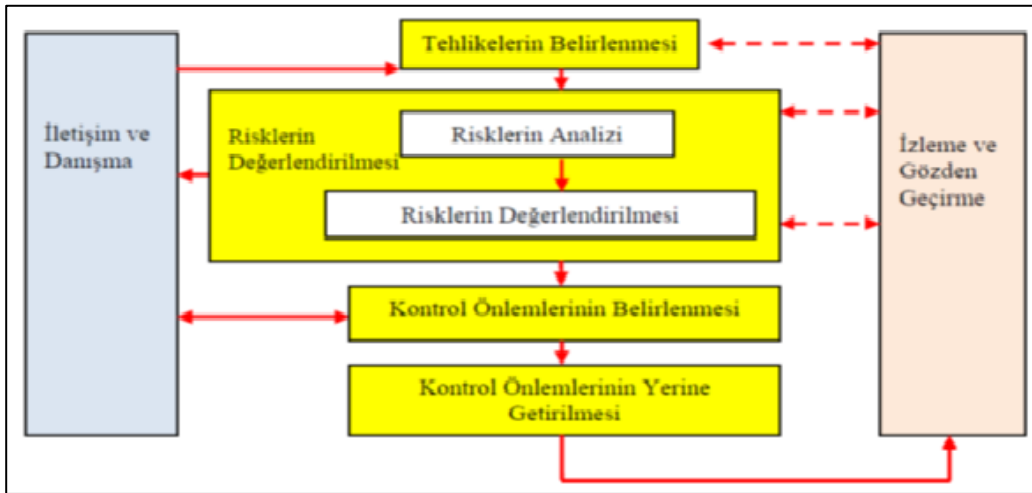 Tehlikelerin Belirlenmesi
İletişim ve
Danışma
Risklerin
Değerlendirilmesi
Risklerin Analizi
Risklerin Değerlendirilmesi
İzleme ve
Gözden
Geçirme
Kontrol Önlemlerinin Belirlenmesi
Kontrol Önlemlerinin Yerine
Getirilmesi